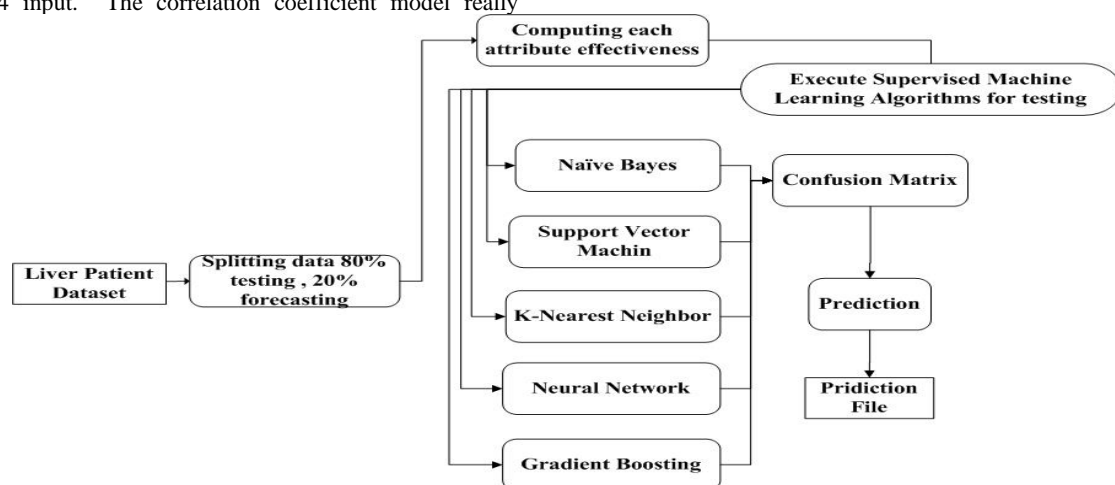 4 input. The correlation coefficient model really
Computing each
attribute effectiveness
Execute Supervised Machine
Learning Algorithms for testing
Naïve Bayes
Confusion Matrix
Support Vector
Machin
Liver Patient
Dataset
Splitting data 80%
testing , 20%
forecasting
K-Nearest Neighbor
Prediction
Neural Network
Pridiction
File
Gradient Boosting